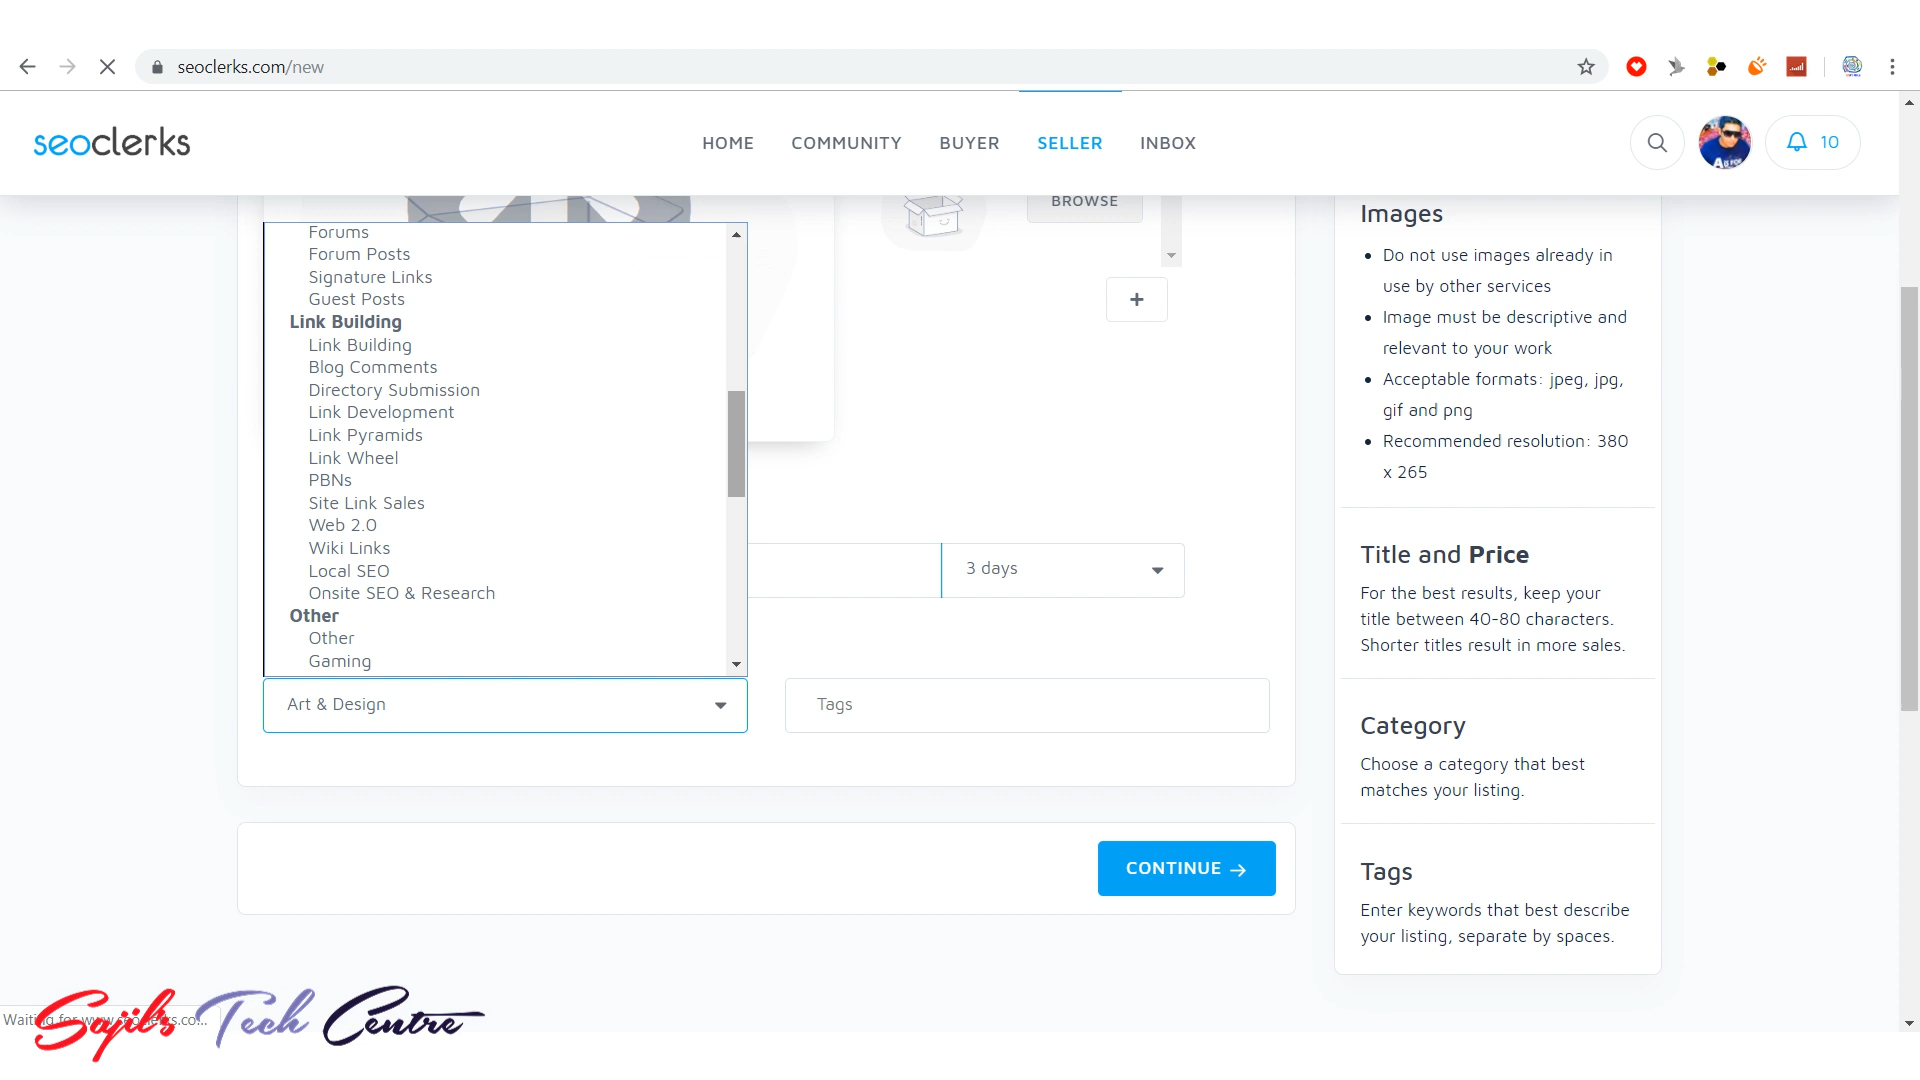 seoclerks.com/new
seoclerks
HOME
COMMUNITY
BUYER
SELLER
INBOX
10
BROWSE
Forums
Forum Posts
Signature Links
Guest Posts
Link Building
Link Building
Blog Comments
Directory Submission
Link Development
Link Pyramids
Link Wheel
PBNs
Site Link Sales
Web 2.0
Wiki Links
Local SEO
Onsite SEO & Research
Other
Other
Gaming
+
3 days
Art & Design
Tags
CONTINUE →
Images
Do not use images already in
use by other services
Image must be descriptive and
relevant to your work
Acceptable formats: jpeg, jpg,
gif and png
Recommended resolution: 380
x 265
Title and Price
For the best results, keep your
title between 40-80 characters.
Shorter titles result in more sales.
Category
Choose a category that best
matches your listing.
Tags
Enter keywords that best describe
your listing, separate by spaces.
Waiting for www.seoclerks.co...
Sajils Tech Centre